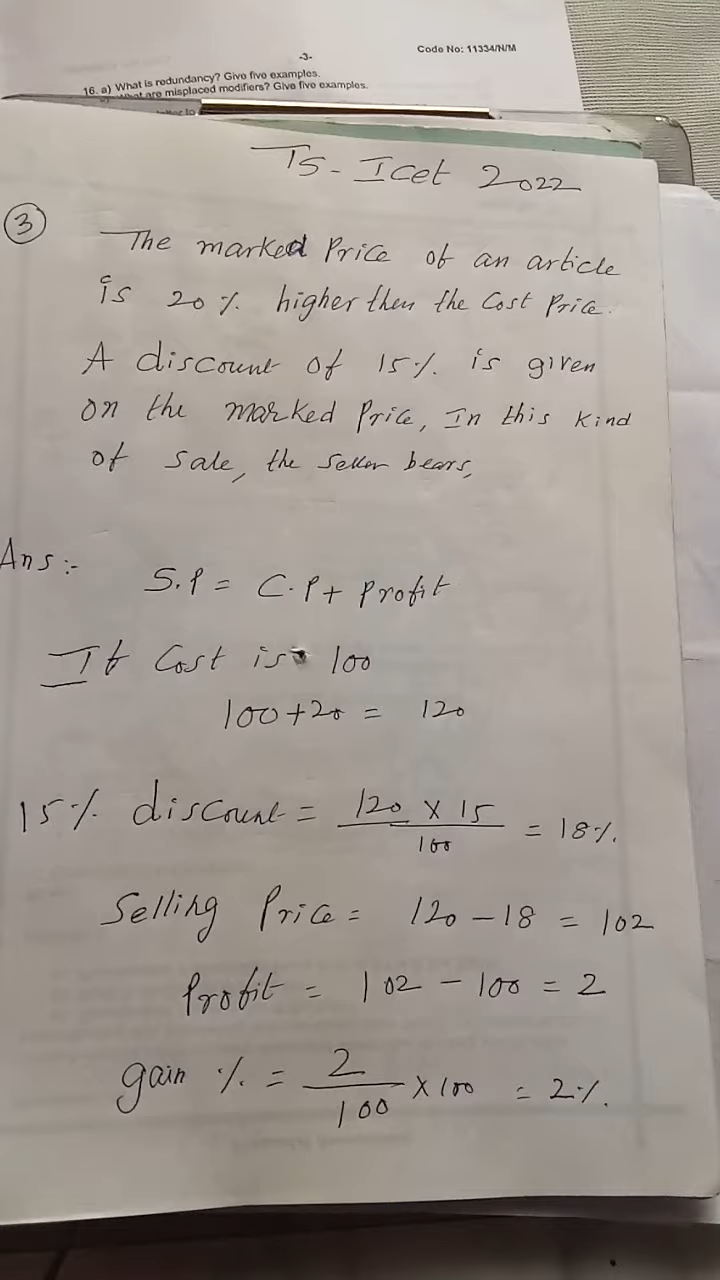 -3-
Code No: 11334/N/M
16. a) What is redundancy? Give five examples.
What are misplaced modifiers? Give five examples.
TS - Icet 2022
③ The marked Price of an article
is 20 % higher then the Cost Price.
A discount of 15 % is given
on the marked Price, In this Kind
of Sale, the Seller bears,
Ans :- S.P = C.P + Profit
If Cost is 100
100 + 20 = 120
15 % discount = 120 X 15 / 100 = 18 %.
Selling Price = 120 - 18 = 102
Profit = 102 - 100 = 2
gain % = 2 / 100 X 100 = 2 %.